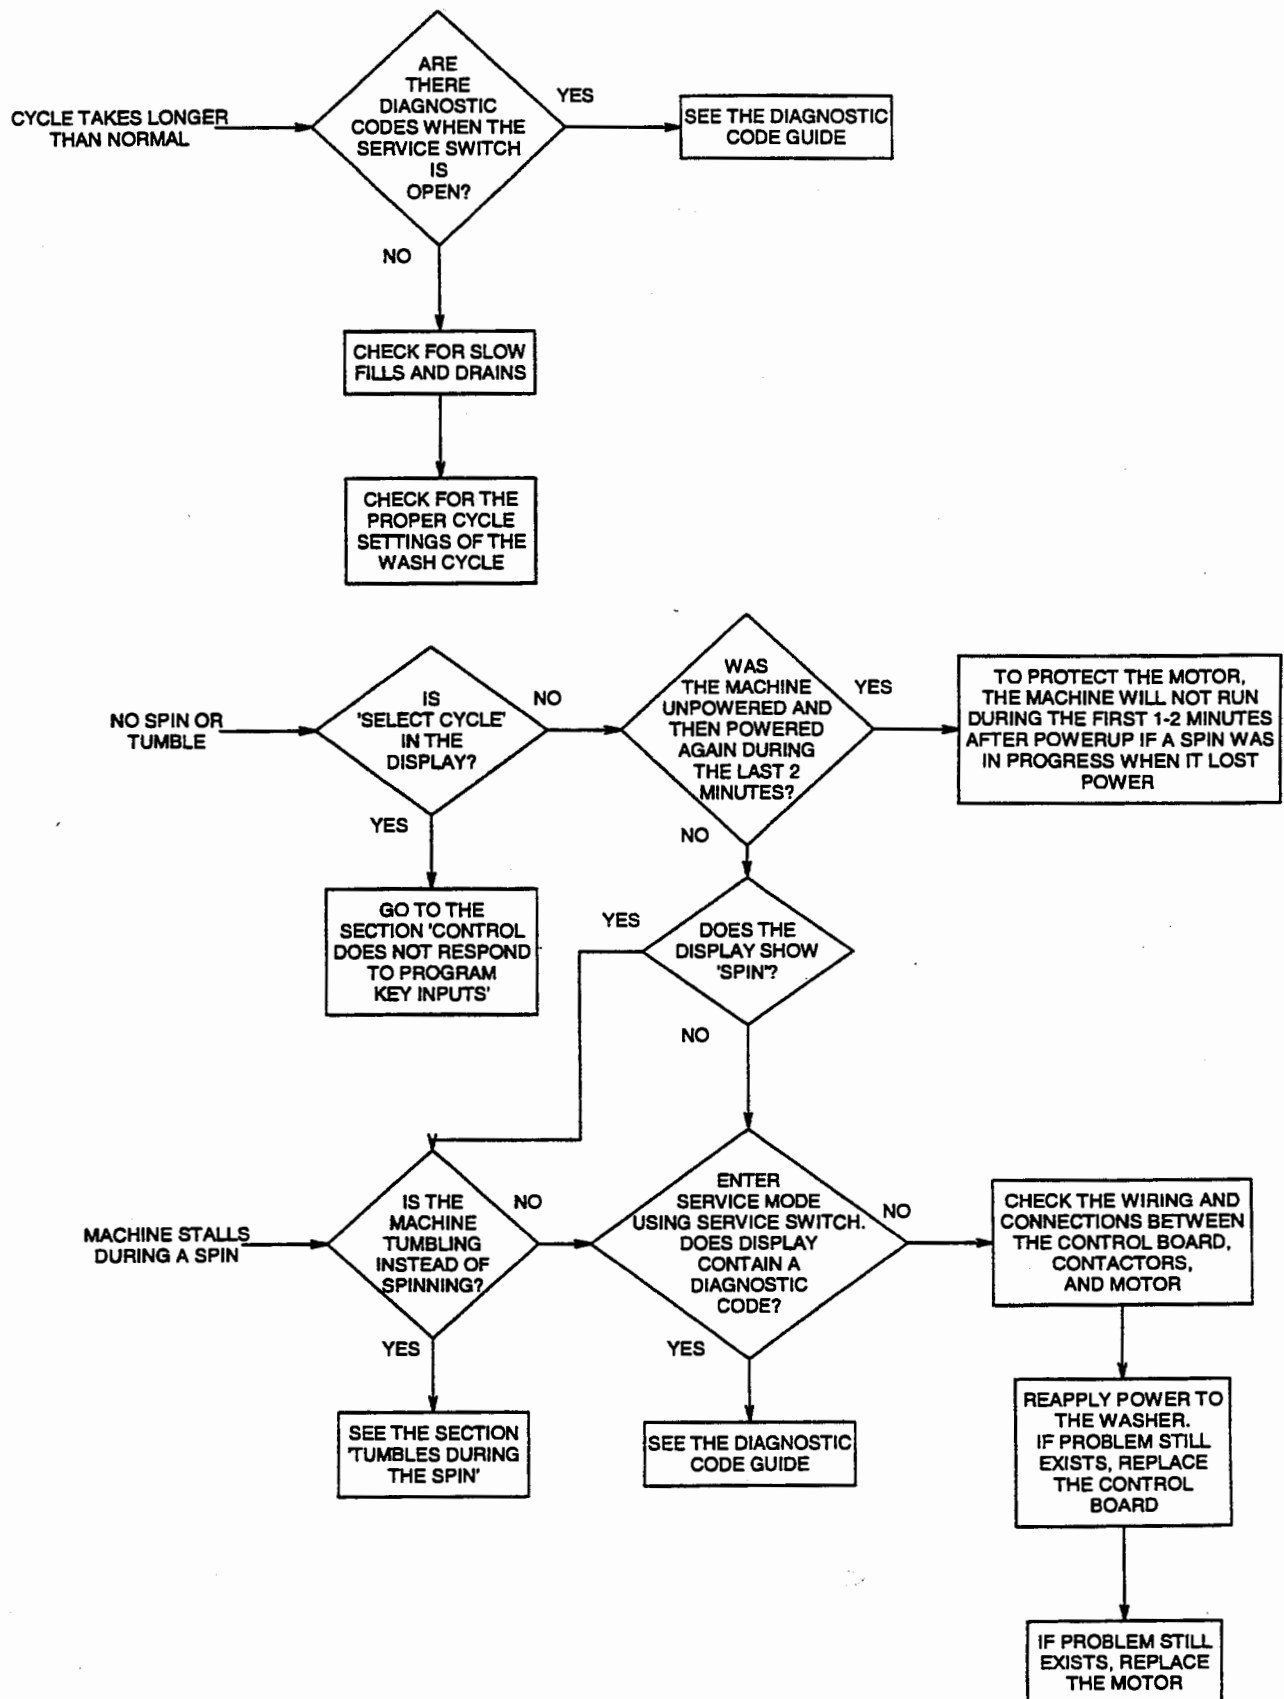 CYCLE TAKES LONGER
THAN NORMAL
ARE
THERE
DIAGNOSTIC
CODES WHEN THE
SERVICE SWITCH
IS
OPEN?
YES
SEE THE DIAGNOSTIC
CODE GUIDE
NO
CHECK FOR SLOW
FILLS AND DRAINS
CHECK FOR THE
PROPER CYCLE
SETTINGS OF THE
WASH CYCLE
NO SPIN OR
TUMBLE
IS
'SELECT CYCLE'
IN THE
DISPLAY?
NO
WAS
THE MACHINE
UNPOWERED AND
THEN POWERED
AGAIN DURING
THE LAST 2
MINUTES?
YES
TO PROTECT THE MOTOR,
THE MACHINE WILL NOT RUN
DURING THE FIRST 1-2 MINUTES
AFTER POWERUP IF A SPIN WAS
IN PROGRESS WHEN IT LOST
POWER
YES
GO TO THE
SECTION 'CONTROL
DOES NOT RESPOND
TO PROGRAM
KEY INPUTS'
NO
YES
DOES THE
DISPLAY SHOW
'SPIN'?
NO
MACHINE STALLS
DURING A SPIN
IS THE
MACHINE
TUMBLING
INSTEAD OF
SPINNING?
NO
ENTER
SERVICE MODE
USING SERVICE SWITCH.
DOES DISPLAY
CONTAIN A
DIAGNOSTIC
CODE?
NO
CHECK THE WIRING AND
CONNECTIONS BETWEEN
THE CONTROL BOARD,
CONTACTORS,
AND MOTOR
YES
SEE THE SECTION
'TUMBLES DURING
THE SPIN'
YES
SEE THE DIAGNOSTIC
CODE GUIDE
REAPPLY POWER TO
THE WASHER.
IF PROBLEM STILL
EXISTS, REPLACE
THE CONTROL
BOARD
IF PROBLEM STILL
EXISTS, REPLACE
THE MOTOR